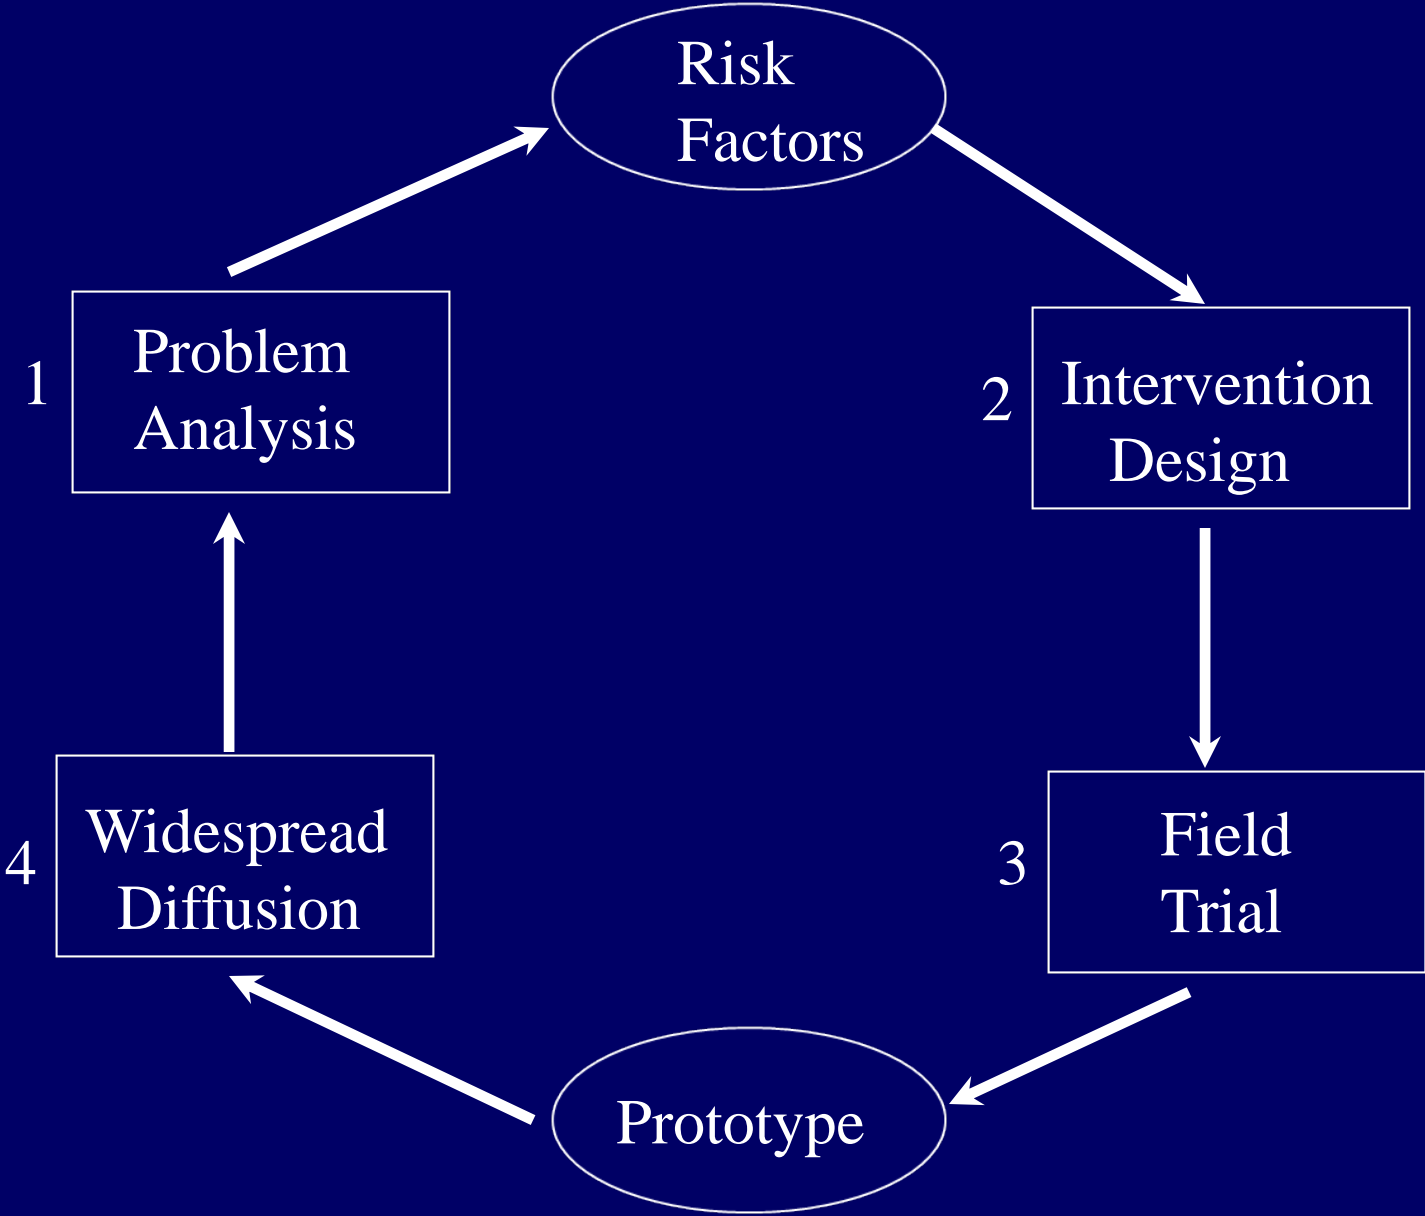 Risk
Factors
1
Problem
Analysis
2
Intervention
Design
4
Widespread
Diffusion
3
Field
Trial
Prototype